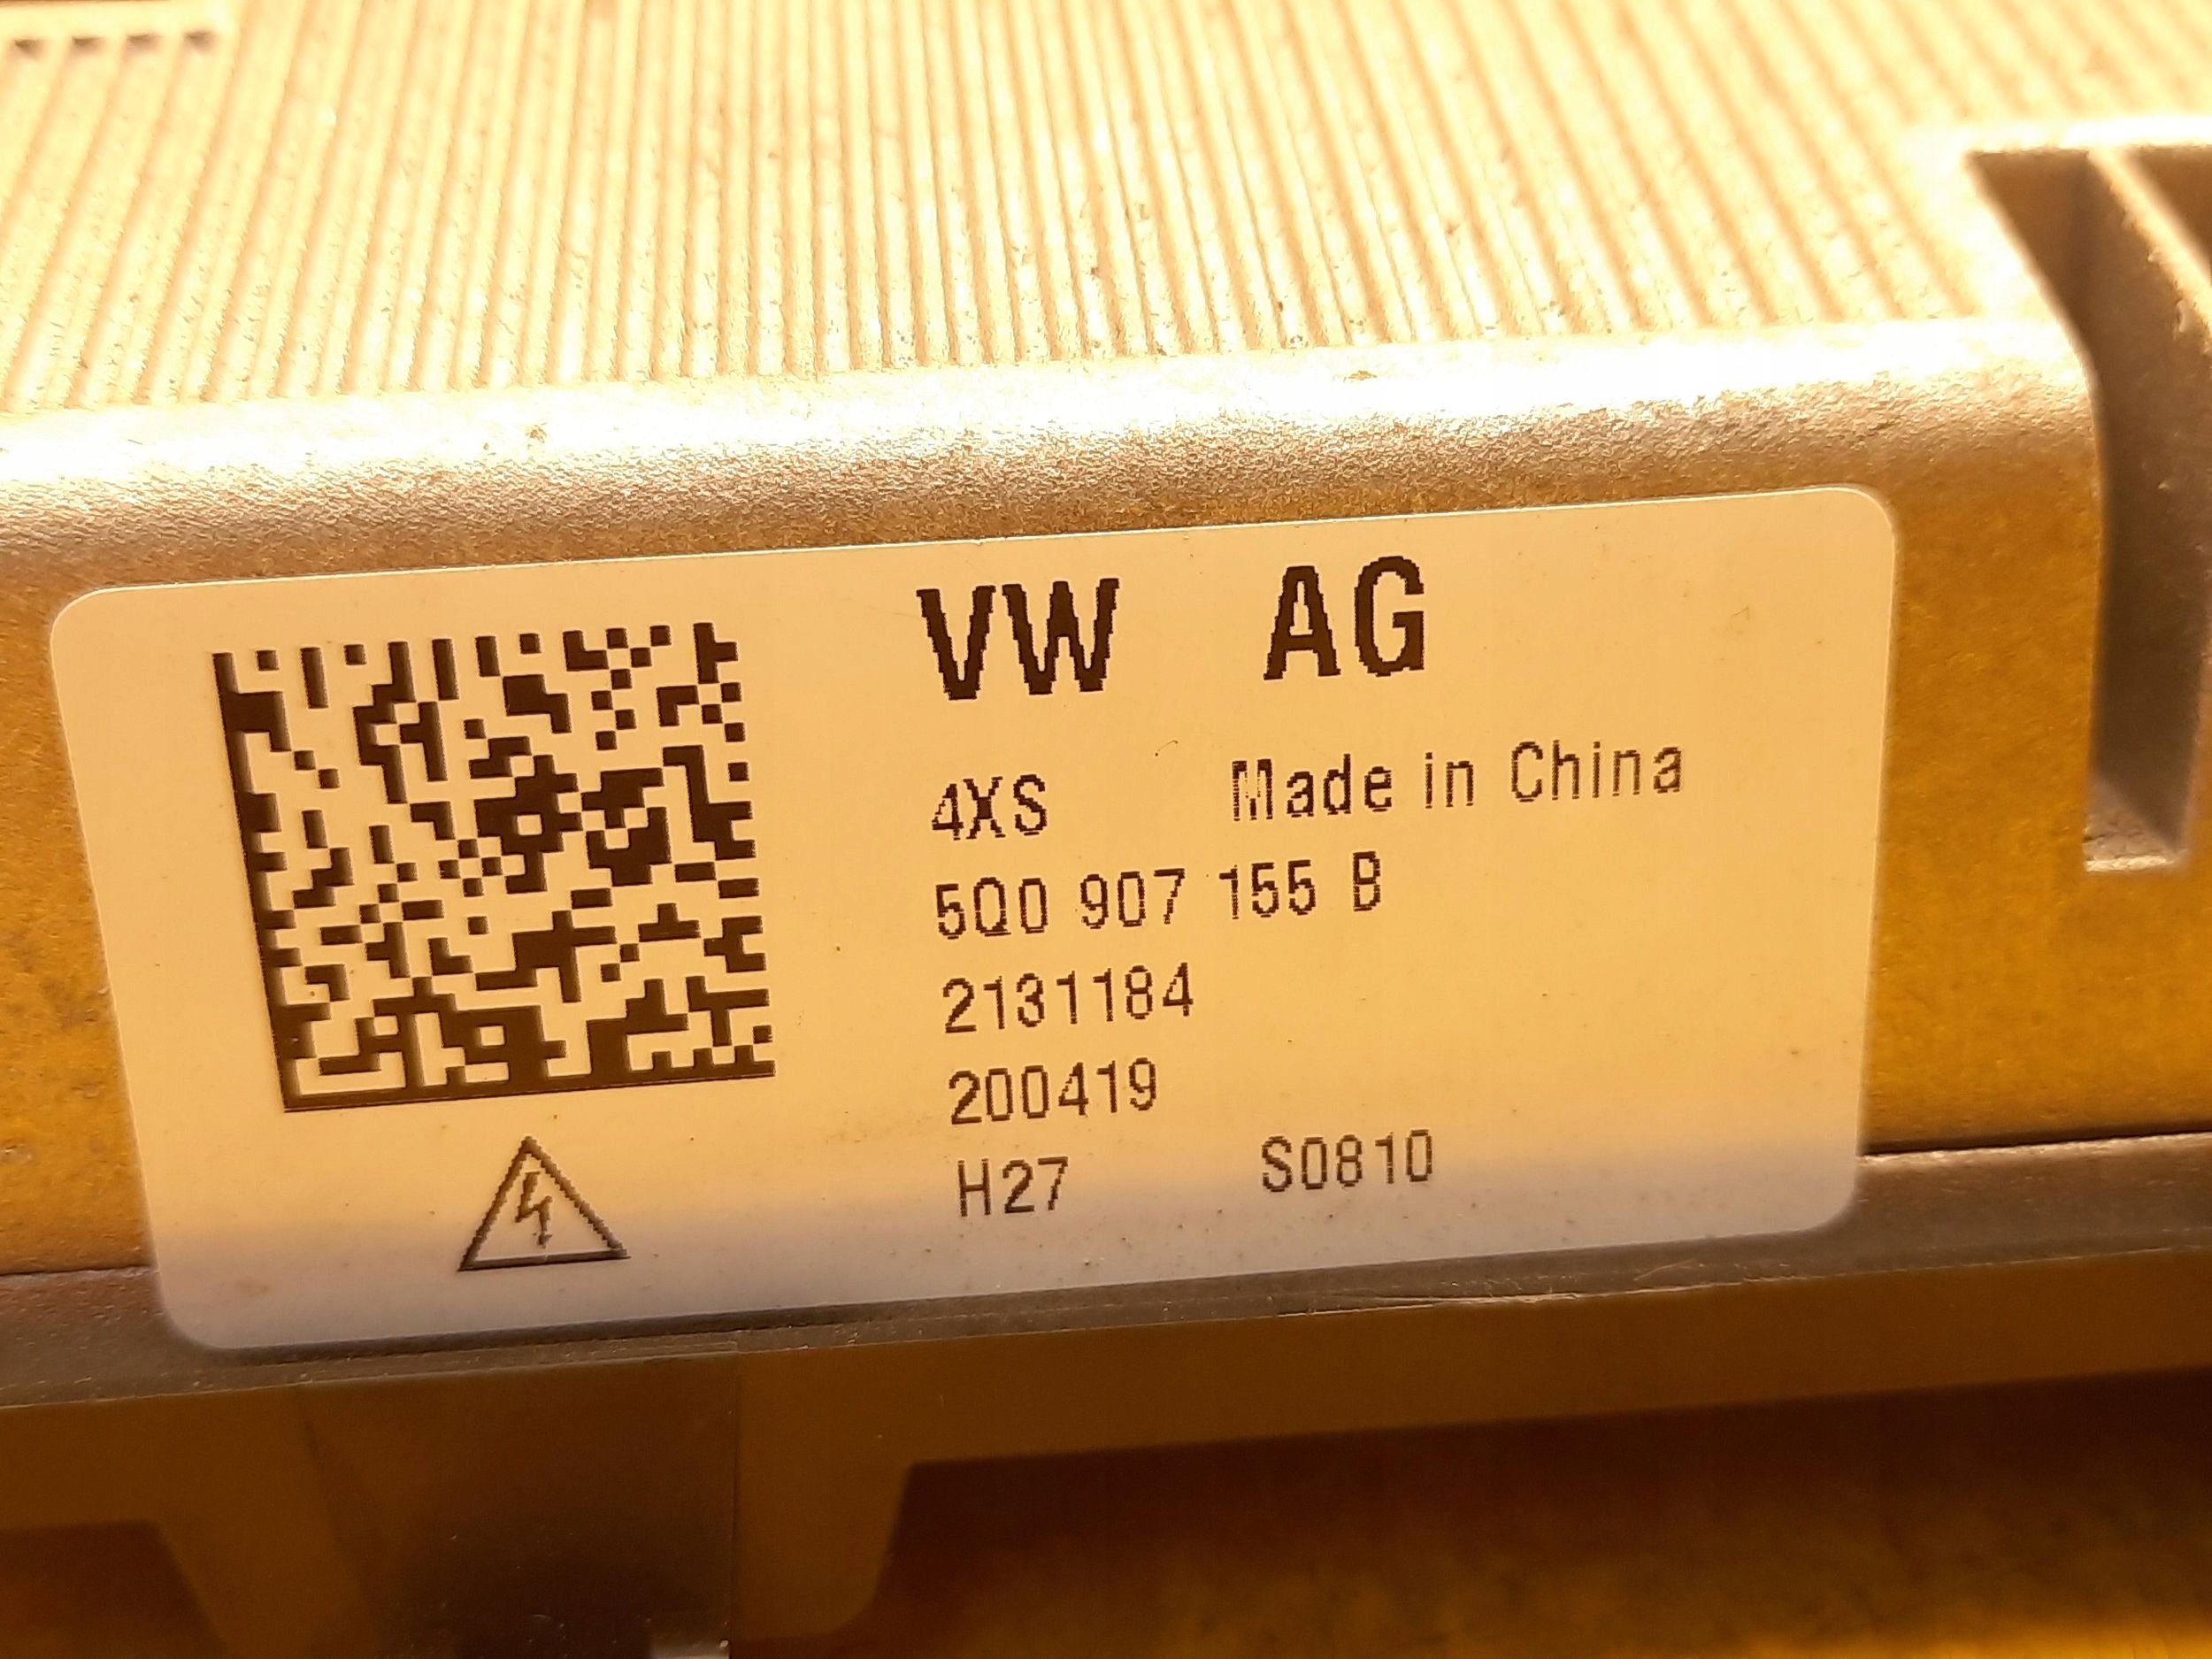 VW AG
4XS Made in China
5Q0 907 155 B
2131184
200419
H27 S0810